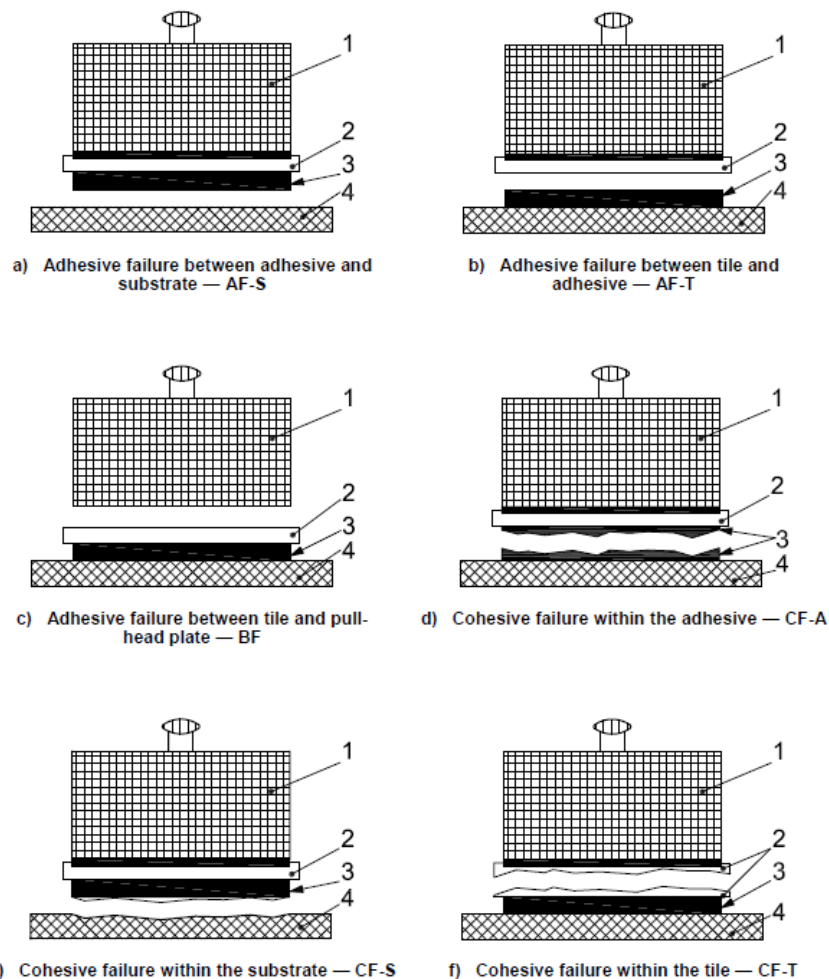 1
2
3
4
a) Adhesive failure between adhesive and
substrate — AF-S
1
2
3
4
b) Adhesive failure between tile and
adhesive — AF-T
1
2
3
4
c) Adhesive failure between tile and pull-
head plate — BF
1
2
3
4
d) Cohesive failure within the adhesive — CF-A
1
2
3
4
) Cohesive failure within the substrate — CF-S
1
2
3
4
f) Cohesive failure within the tile — CF-T